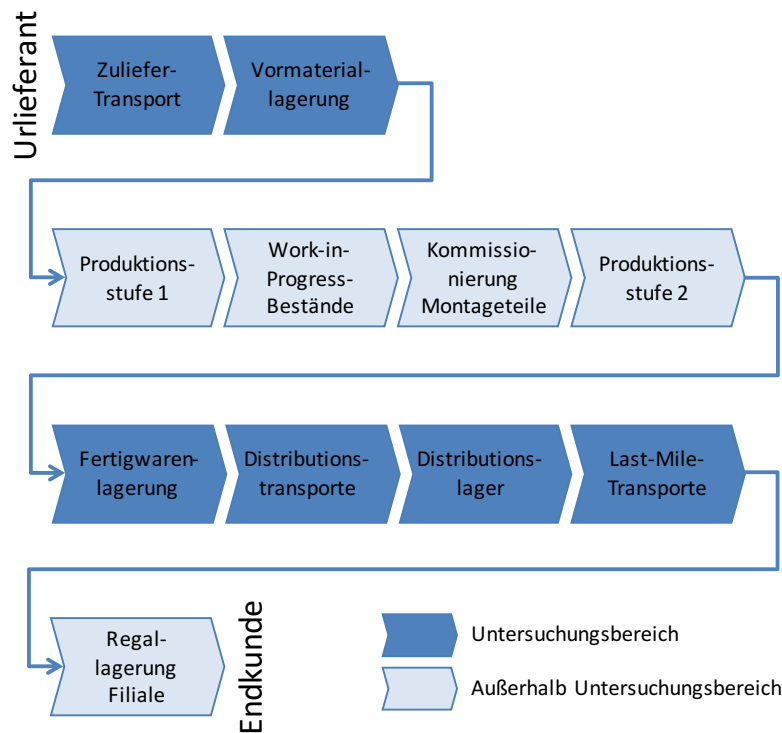 Urlieferant
Zuliefer-
Transport
Vormaterial-
lagerung
Produktions-
stufe 1
Work-in-
Progress-
Bestände
Kommissio-
nierung
Montageteile
Produktions-
stufe 2
Fertigwaren-
lagerung
Distributions-
transporte
Distributions-
lager
Last-Mile-
Transporte
Regal-
lagerung
Filiale
Endkunde
Untersuchungsbereich
Außerhalb Untersuchungsbereich